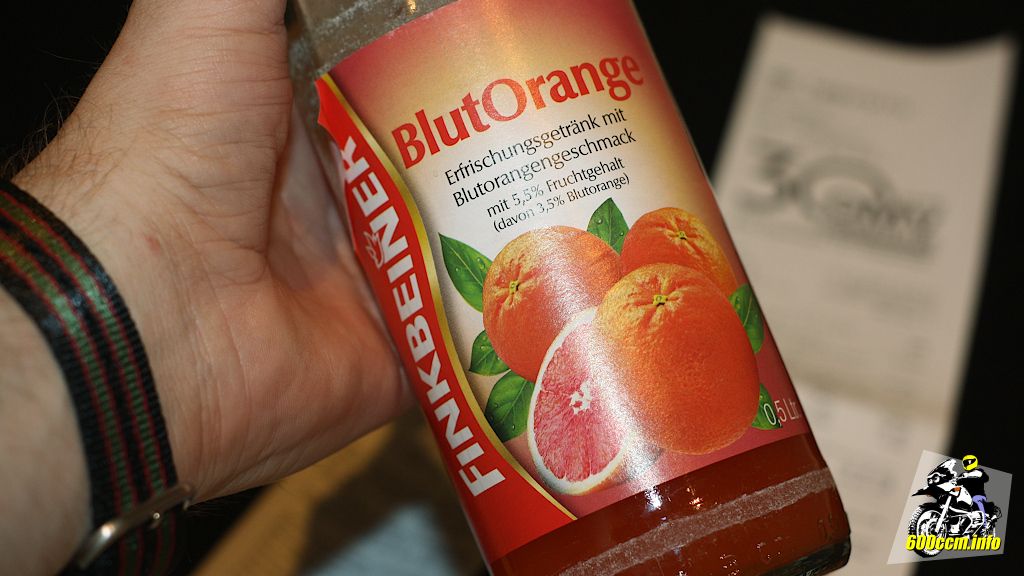 BlutOrange
Erfrischungsgetränk mit
Blutorangengeschmack
mit 5,5% Fruchtgehalt
(davon 3,5% Blutorange)
FINKBEINER
0,5 Ltr.
600ccm.info